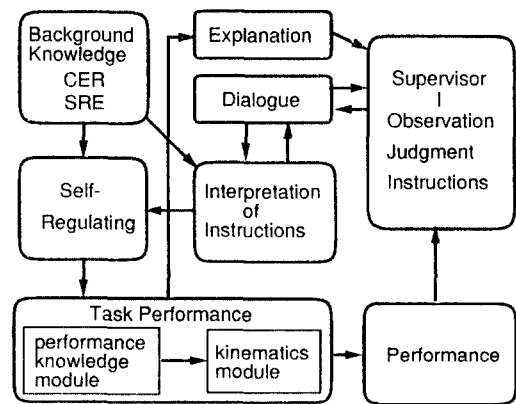 Background
Knowledge
CER
SRE
Explanation
Dialogue
Supervisor
I
Observation
Judgment
Instructions
Self-
Regulating
Interpretation
of
Instructions
Task Performance
performance
knowledge
module
kinematics
module
Performance